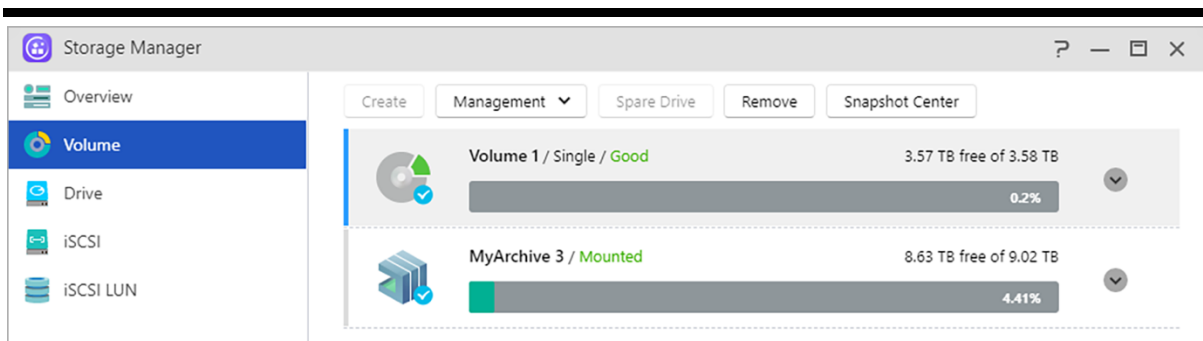 Storage Manager
Overview
Volume
Drive
iSCSI
iSCSI LUN
Create Management Spare Drive Remove Snapshot Center
Volume 1 / Single / Good 3.57 TB free of 3.58 TB
0.2%
MyArchive 3 / Mounted 8.63 TB free of 9.02 TB
4.41%